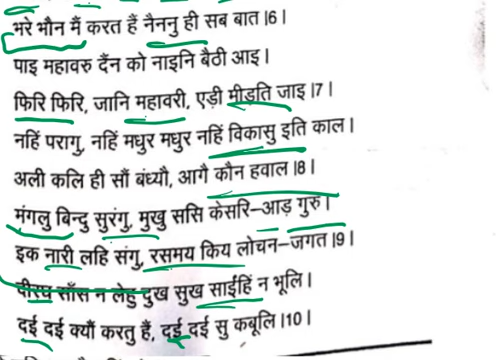 भरे भौन मैं करत हैं नैननु ही सब बात ।6।
पाइ महावरु दैंन को नाइनि बैठी आइ ।
फिरि फिरि, जानि महावरी, एड़ी मीड़ति जाइ ।7।
नहिं परागु, नहिं मधुर मधुर नहिं विकासु इति काल ।
अली कलि ही सौं बंध्यौ, आगै कौन हवाल ।8।
मंगलु बिन्दु सुरंगु, मुखु ससि केसरि–आड़ गुरु ।
इक नारी लहि संगु, रसमय किय लोचन–जगत ।9।
दीरघ साँस न लेहु दुख सुख साईहिं न भूलि ।
दई दई क्यौं करतु हैं, दई दई सु कबूलि ।10।